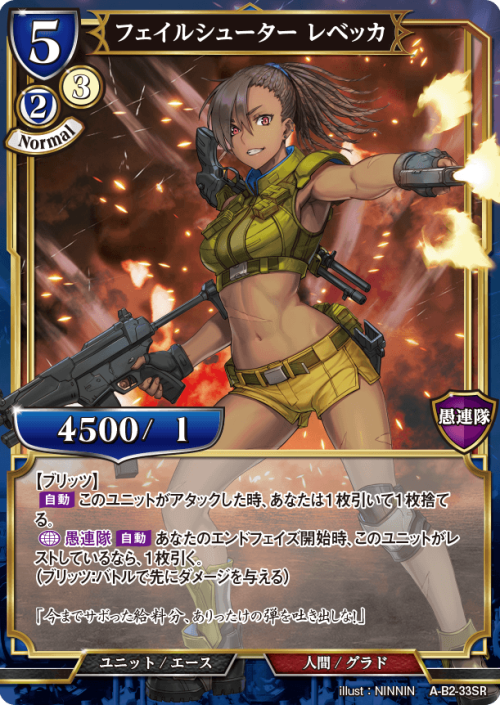 5
フェイルシューター レベッカ
2
3
Normal
4500/ 1
愚連隊
【ブリッツ】
自動 このユニットがアタックした時、あなたは1枚引いて1枚捨て
る。
愚連隊 自動 あなたのエンドフェイズ開始時、このユニットがレ
ストしているなら、1枚引く。
(ブリッツ:バトルで先にダメージを与える)
「今までサボった給料分、ありったけの弾を吐き出しな!」
ユニット / エース
人間 / グラド
illust : NINNIN A-B2-33SR